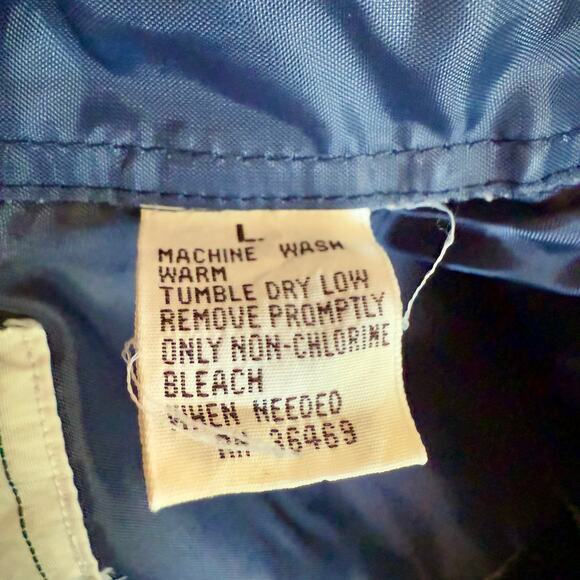 L
MACHINE WASH
WARM
TUMBLE DRY LOW
REMOVE PROMPTLY
ONLY NON-CHLORINE
BLEACH
WHEN NEEDED
RN 36469